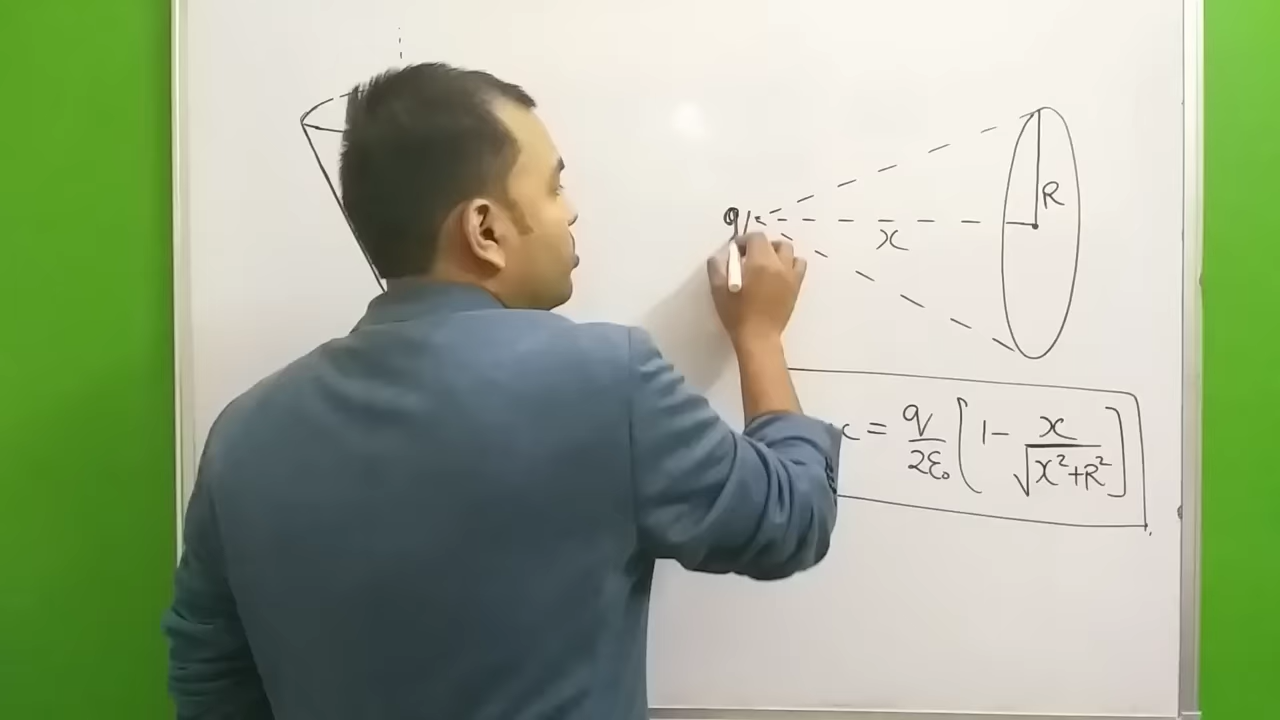 R
q
x
x = q/2ε₀ [1 - x/√(x²+R²)]